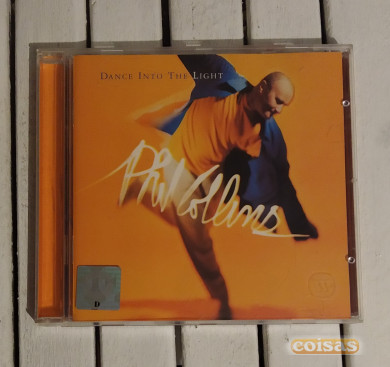 DANCE INTO THE LIGHT
Phil Collins
W
D
coisas